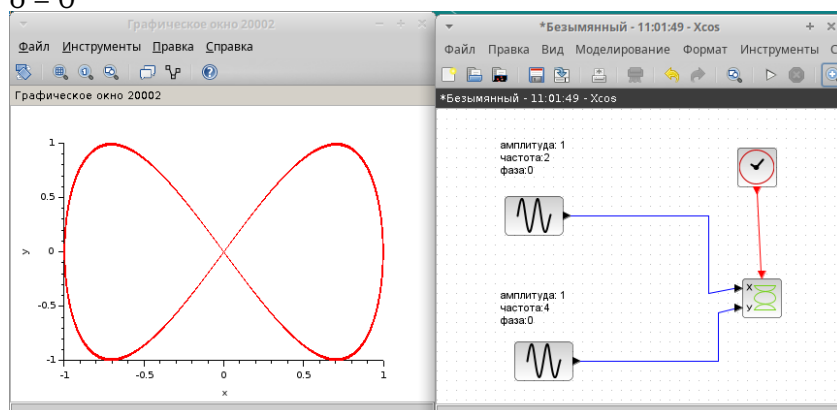 δ = 0
Графическое окно 20002
Файл Инструменты Правка Справка
Графическое окно 20002
1
0.5
0
-0.5
-1
y
-1 -0.5 0 0.5 1
x
*Безымянный - 11:01:49 - Xcos
Файл Правка Вид Моделирование Формат Инструменты С
*Безымянный - 11:01:49 - Xcos
амплитуда: 1
частота:2
фаза:0
X
y
амплитуда: 1
частота:4
фаза:0